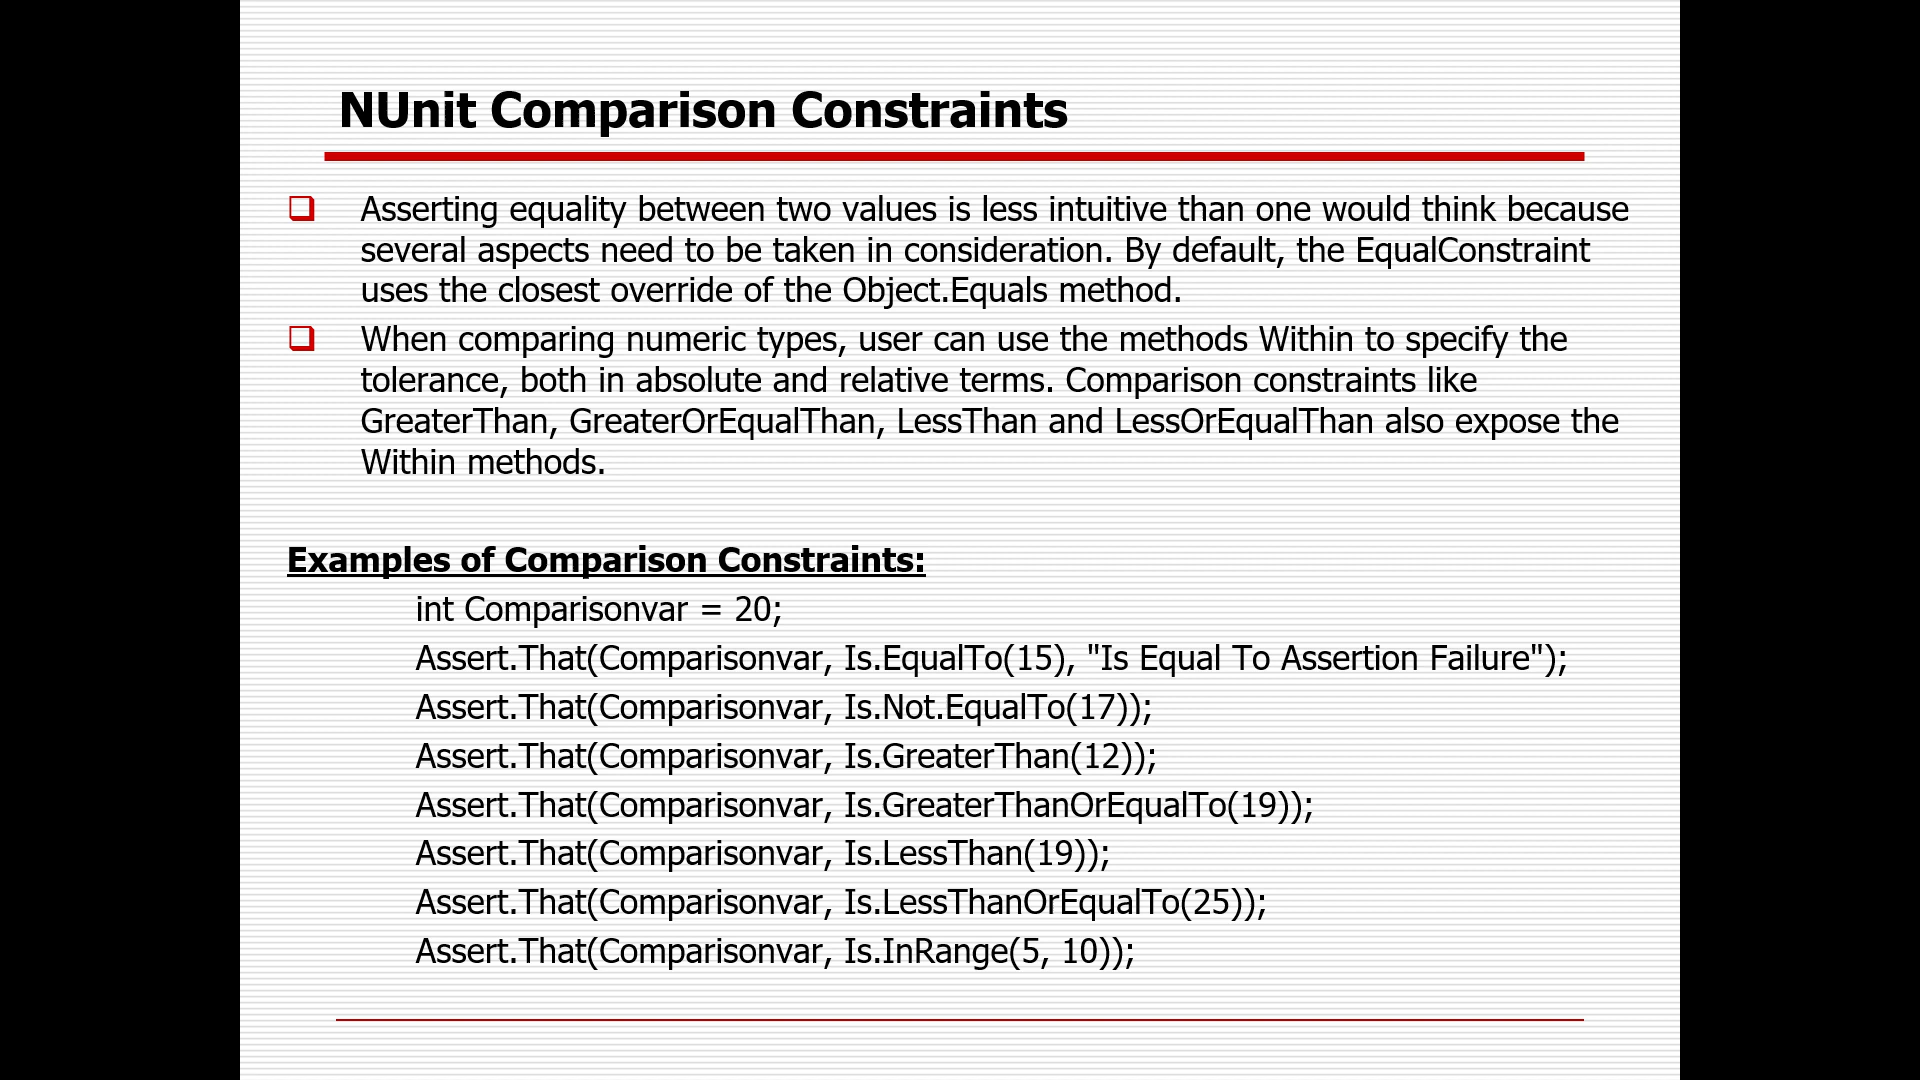 NUnit Comparison Constraints
Asserting equality between two values is less intuitive than one would think because
several aspects need to be taken in consideration. By default, the EqualConstraint
uses the closest override of the Object.Equals method.
When comparing numeric types, user can use the methods Within to specify the
tolerance, both in absolute and relative terms. Comparison constraints like
GreaterThan, GreaterOrEqualThan, LessThan and LessOrEqualThan also expose the
Within methods.
Examples of Comparison Constraints:
int Comparisonvar = 20;
Assert.That(Comparisonvar, Is.EqualTo(15), "Is Equal To Assertion Failure");
Assert.That(Comparisonvar, Is.Not.EqualTo(17));
Assert.That(Comparisonvar, Is.GreaterThan(12));
Assert.That(Comparisonvar, Is.GreaterThanOrEqualTo(19));
Assert.That(Comparisonvar, Is.LessThan(19));
Assert.That(Comparisonvar, Is.LessThanOrEqualTo(25));
Assert.That(Comparisonvar, Is.InRange(5, 10));